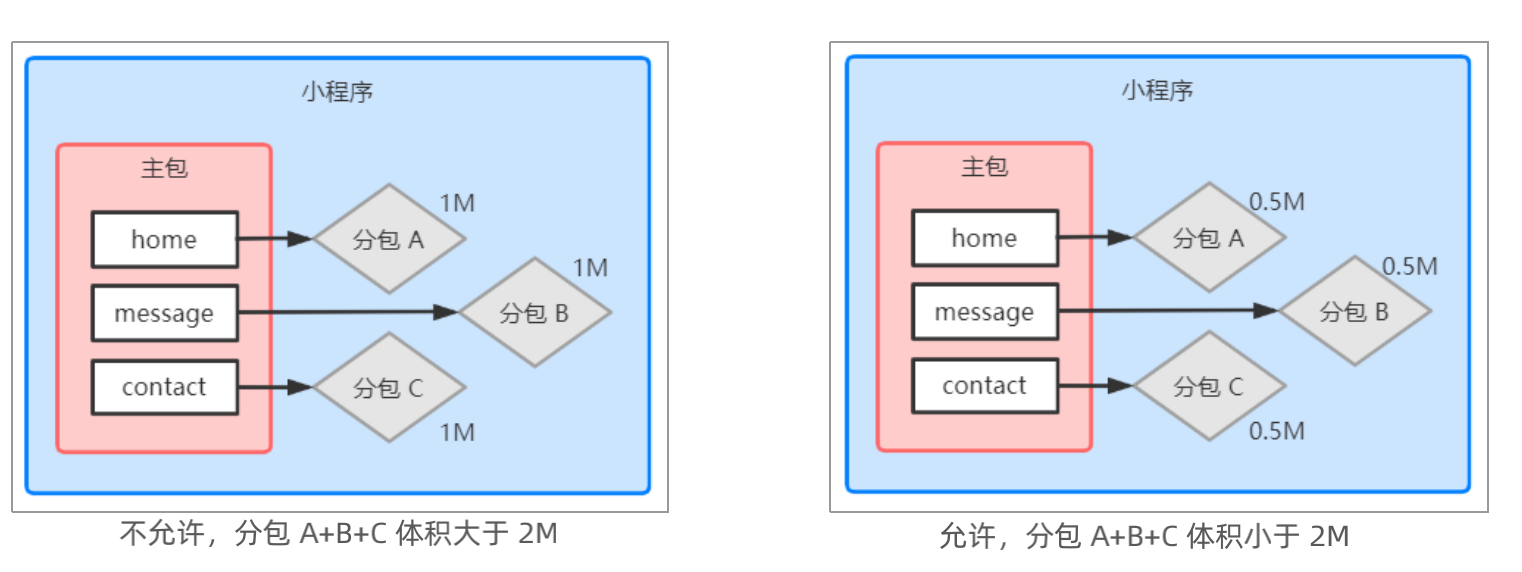 小程序
主包
home
message
contact
分包 A
1M
分包 B
1M
分包 C
1M
不允许，分包 A+B+C 体积大于 2M
小程序
主包
home
message
contact
分包 A
0.5M
分包 B
0.5M
分包 C
0.5M
允许，分包 A+B+C 体积小于 2M